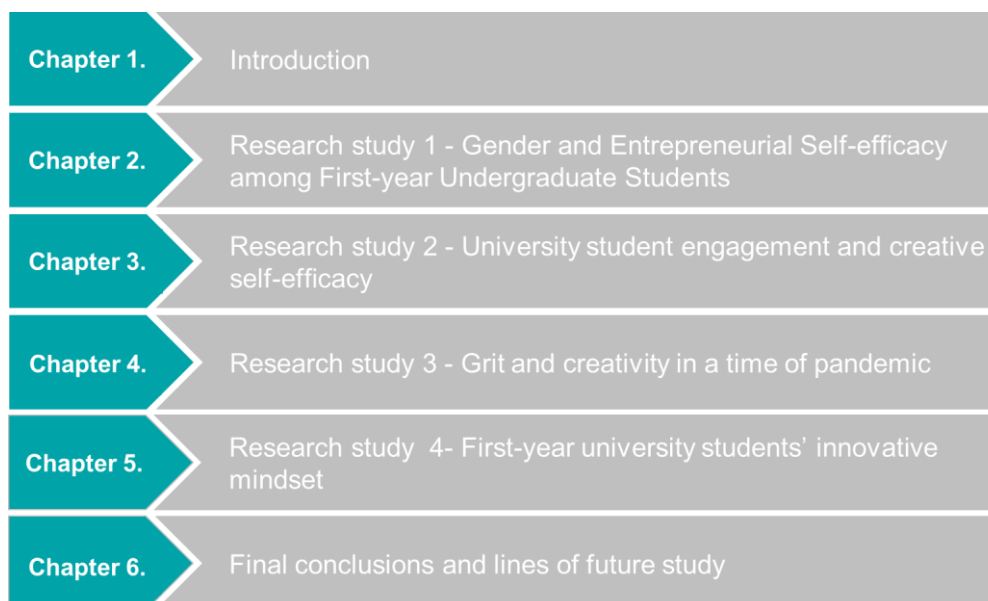 Chapter 1.
Introduction
Chapter 2.
Research study 1 - Gender and Entrepreneurial Self-efficacy
among First-year Undergraduate Students
Chapter 3.
Research study 2 - University student engagement and creative
self-efficacy
Chapter 4.
Research study 3 - Grit and creativity in a time of pandemic
Chapter 5.
Research study  4- First-year university students’ innovative
mindset
Chapter 6.
Final conclusions and lines of future study